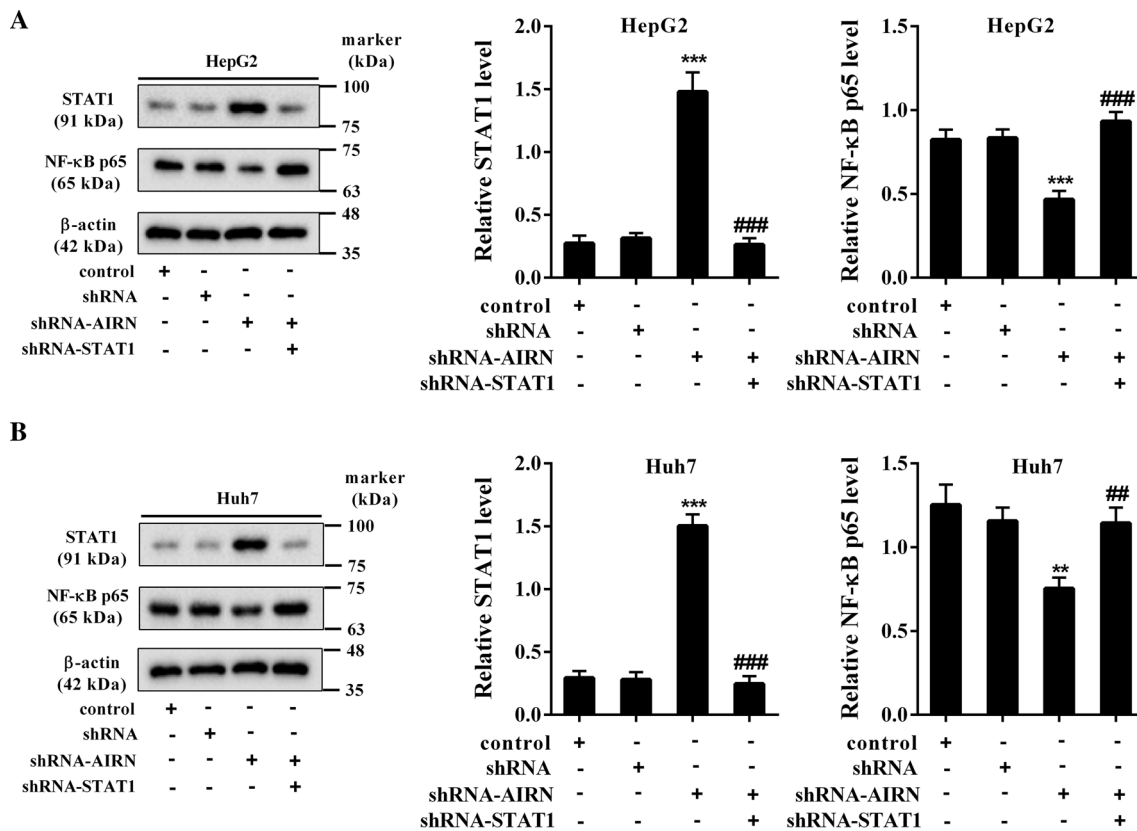 A
marker
(kDa)
HepG2
STAT1
(91 kDa)
100
75
NF-κB p65
(65 kDa)
75
63
β-actin
(42 kDa)
48
35
control + - - -
shRNA - + - -
shRNA-AIRN - - + +
shRNA-STAT1 - - - +
HepG2
Relative STAT1 level
2.0
1.5
1.0
0.5
0.0
***
###
control + - - -
shRNA - + - -
shRNA-AIRN - - + +
shRNA-STAT1 - - - +
HepG2
Relative NF-κB p65 level
1.5
1.0
0.5
0.0
***
###
control + - - -
shRNA - + - -
shRNA-AIRN - - + +
shRNA-STAT1 - - - +
B
marker
(kDa)
Huh7
STAT1
(91 kDa)
100
75
NF-κB p65
(65 kDa)
75
63
β-actin
(42 kDa)
48
35
control + - - -
shRNA - + - -
shRNA-AIRN - - + +
shRNA-STAT1 - - - +
Huh7
Relative STAT1 level
2.0
1.5
1.0
0.5
0.0
***
###
control + - - -
shRNA - + - -
shRNA-AIRN - - + +
shRNA-STAT1 - - - +
Huh7
Relative NF-κB p65 level
1.5
1.0
0.5
0.0
**
##
control + - - -
shRNA - + - -
shRNA-AIRN - - + +
shRNA-STAT1 - - - +